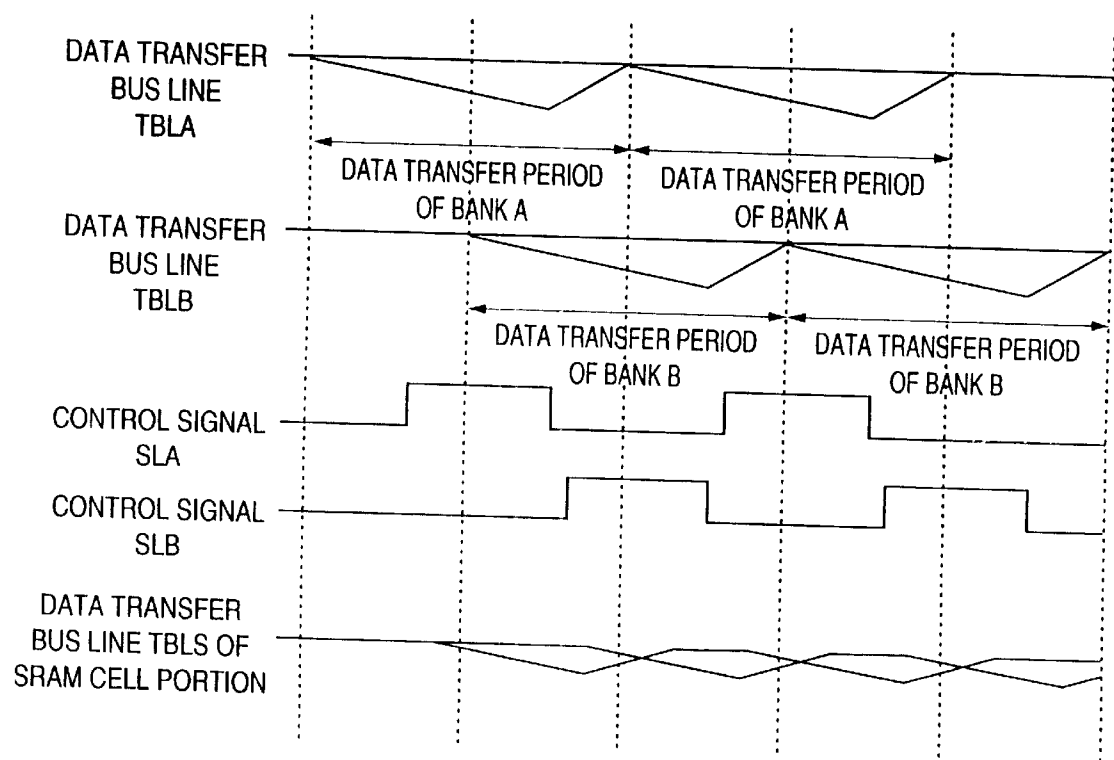 DATA TRANSFER
BUS LINE
TBLA
DATA TRANSFER PERIOD
OF BANK A
DATA TRANSFER PERIOD
OF BANK A
DATA TRANSFER
BUS LINE
TBLB
DATA TRANSFER PERIOD
OF BANK B
DATA TRANSFER PERIOD
OF BANK B
CONTROL SIGNAL
SLA
CONTROL SIGNAL
SLB
DATA TRANSFER
BUS LINE TBLS OF
SRAM CELL PORTION